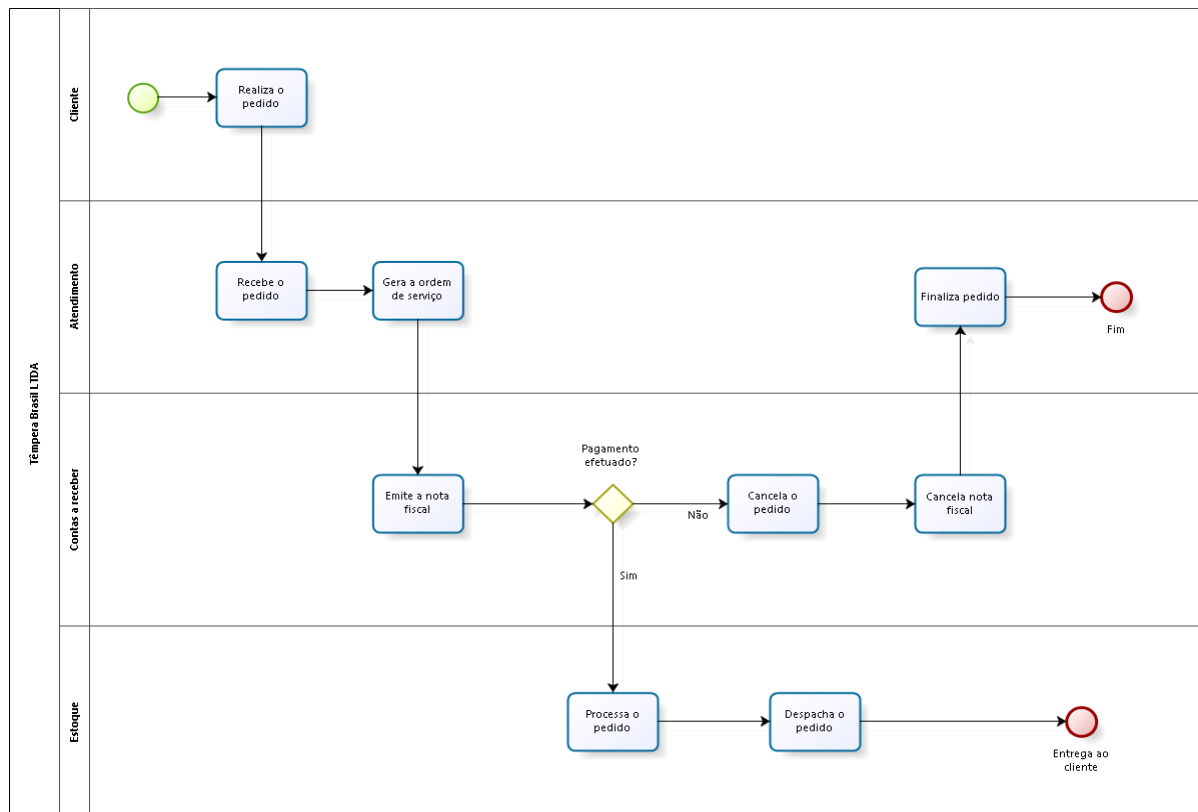 Têmpera Brasil LTDA
Cliente
Realiza o
pedido
Atendimento
Recebe o
pedido
Gera a ordem
de serviço
Finaliza pedido
Fim
Contas a receber
Emite a nota
fiscal
Pagamento
efetuado?
Não
Sim
Cancela o
pedido
Cancela nota
fiscal
Estoque
Processa o
pedido
Despacha o
pedido
Entrega ao
cliente